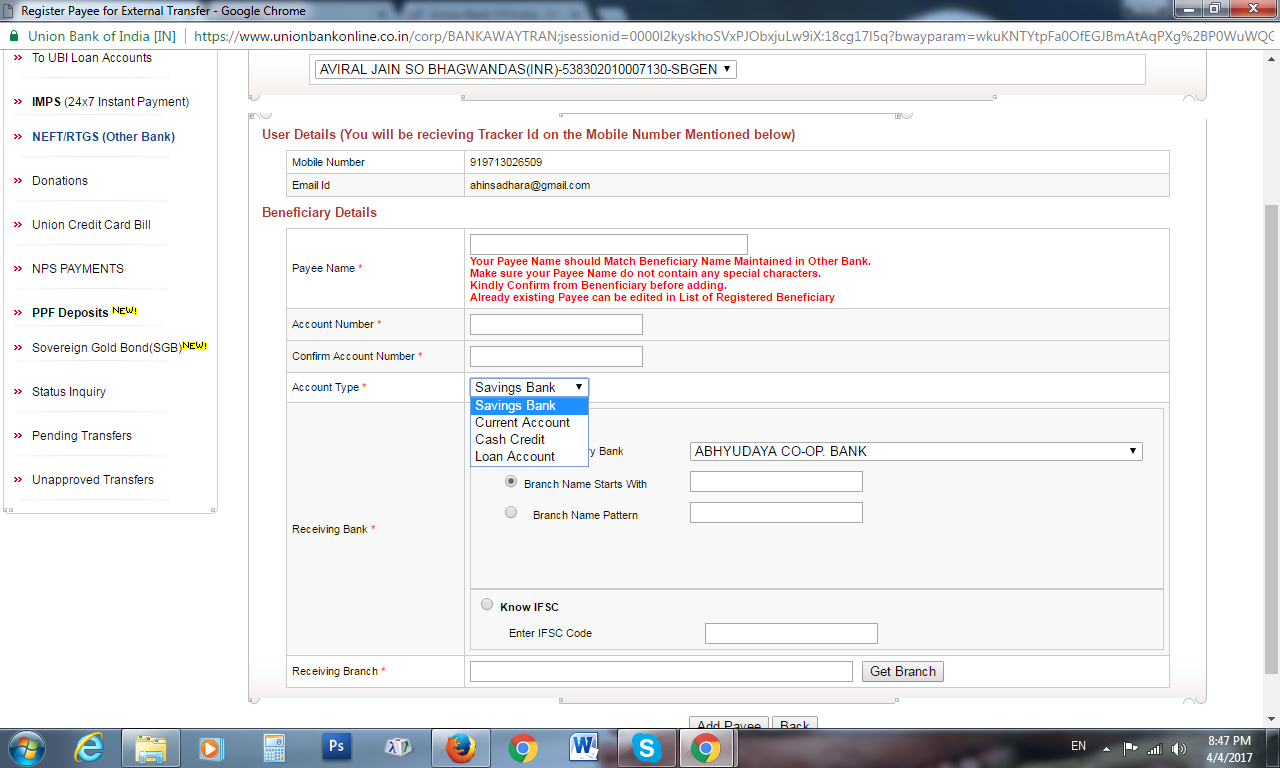 Register Payee for External Transfer - Google Chrome
Union Bank of India [IN] | https://www.unionbankonline.co.in/corp/BANKAWAYTRAN;jsessionid=0000I2kyskhoSVxPJObxjuLw9iX:18cg17l5q?bwayparam=wkuKNTYtpFa0OfEGJBmAtAqPXg%2BP0WuWQG
To UBI Loan Accounts
IMPS (24x7 Instant Payment)
NEFT/RTGS (Other Bank)
Donations
Union Credit Card Bill
NPS PAYMENTS
PPF Deposits NEW!
Sovereign Gold Bond(SGB) NEW!
Status Inquiry
Pending Transfers
Unapproved Transfers
AVIRAL JAIN SO BHAGWANDAS(INR)-538302010007130-SBGEN
User Details (You will be recieving Tracker Id on the Mobile Number Mentioned below)
Mobile Number 919713026509
Email Id ahinsadhara@gmail.com
Beneficiary Details
Payee Name *
Your Payee Name should Match Beneficiary Name Maintained in Other Bank.
Make sure your Payee Name do not contain any special characters.
Kindly Confirm from Benenficiary before adding.
Already existing Payee can be edited in List of Registered Beneficiary
Account Number *
Confirm Account Number *
Account Type * Savings Bank
Savings Bank
Current Account
Cash Credit
Loan Account
Receiving Bank *
ry Bank ABHYUDAYA CO-OP. BANK
Branch Name Starts With
Branch Name Pattern
Know IFSC
Enter IFSC Code
Receiving Branch * Get Branch
Add Payee Back
Ps
EN
8:47 PM
4/4/2017